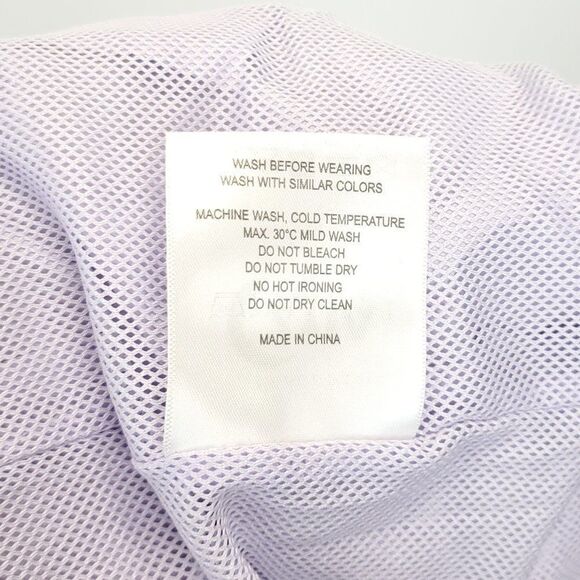 WASH BEFORE WEARING
WASH WITH SIMILAR COLORS
MACHINE WASH, COLD TEMPERATURE
MAX. 30°C MILD WASH
DO NOT BLEACH
DO NOT TUMBLE DRY
NO HOT IRONING
DO NOT DRY CLEAN
MADE IN CHINA